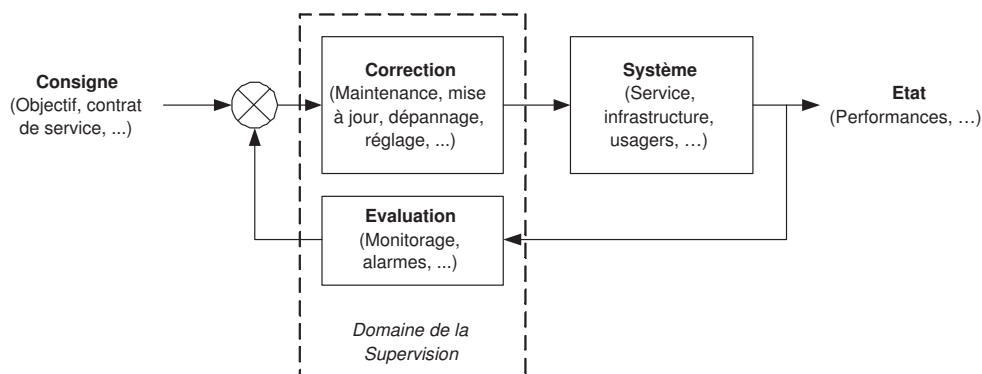 Consigne
(Objectif, contrat
de service, ...)
Correction
(Maintenance, mise
à jour, dépannage,
réglage, ...)
Système
(Service,
infrastructure,
usagers, …)
Etat
(Performances, …)
Evaluation
(Monitorage,
alarmes, ...)
Domaine de la
Supervision